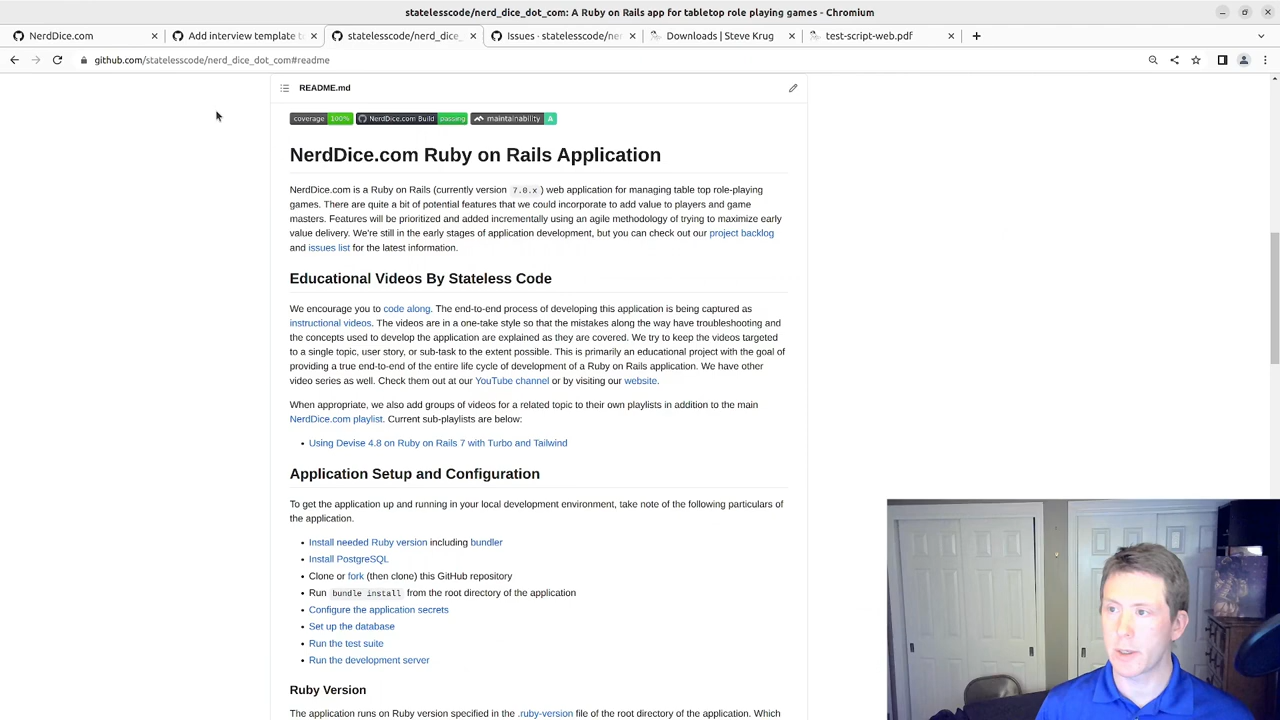 statelesscode/nerd_dice_dot_com: A Ruby on Rails app for tabletop role playing games - Chromium
NerdDice.com
Add interview template t
statelesscode/nerd_dice_
Issues · statelesscode/ner
Downloads | Steve Krug
test-script-web.pdf
github.com/statelesscode/nerd_dice_dot_com#readme
README.md
coverage 100% NerdDice.com Build passing maintainability A
NerdDice.com Ruby on Rails Application
NerdDice.com is a Ruby on Rails (currently version 7.0.x ) web application for managing table top role-playing
games. There are quite a bit of potential features that we could incorporate to add value to players and game
masters. Features will be prioritized and added incrementally using an agile methodology of trying to maximize early
value delivery. We're still in the early stages of application development, but you can check out our project backlog
and issues list for the latest information.
Educational Videos By Stateless Code
We encourage you to code along. The end-to-end process of developing this application is being captured as
instructional videos. The videos are in a one-take style so that the mistakes along the way have troubleshooting and
the concepts used to develop the application are explained as they are covered. We try to keep the videos targeted
to a single topic, user story, or sub-task to the extent possible. This is primarily an educational project with the goal of
providing a true end-to-end of the entire life cycle of development of a Ruby on Rails application. We have other
video series as well. Check them out at our YouTube channel or by visiting our website.
When appropriate, we also add groups of videos for a related topic to their own playlists in addition to the main
NerdDice.com playlist. Current sub-playlists are below:
• Using Devise 4.8 on Ruby on Rails 7 with Turbo and Tailwind
Application Setup and Configuration
To get the application up and running in your local development environment, take note of the following particulars of
the application.
• Install needed Ruby version including bundler
• Install PostgreSQL
• Clone or fork (then clone) this GitHub repository
• Run bundle install from the root directory of the application
• Configure the application secrets
• Set up the database
• Run the test suite
• Run the development server
Ruby Version
The application runs on Ruby version specified in the .ruby-version file of the root directory of the application. Which